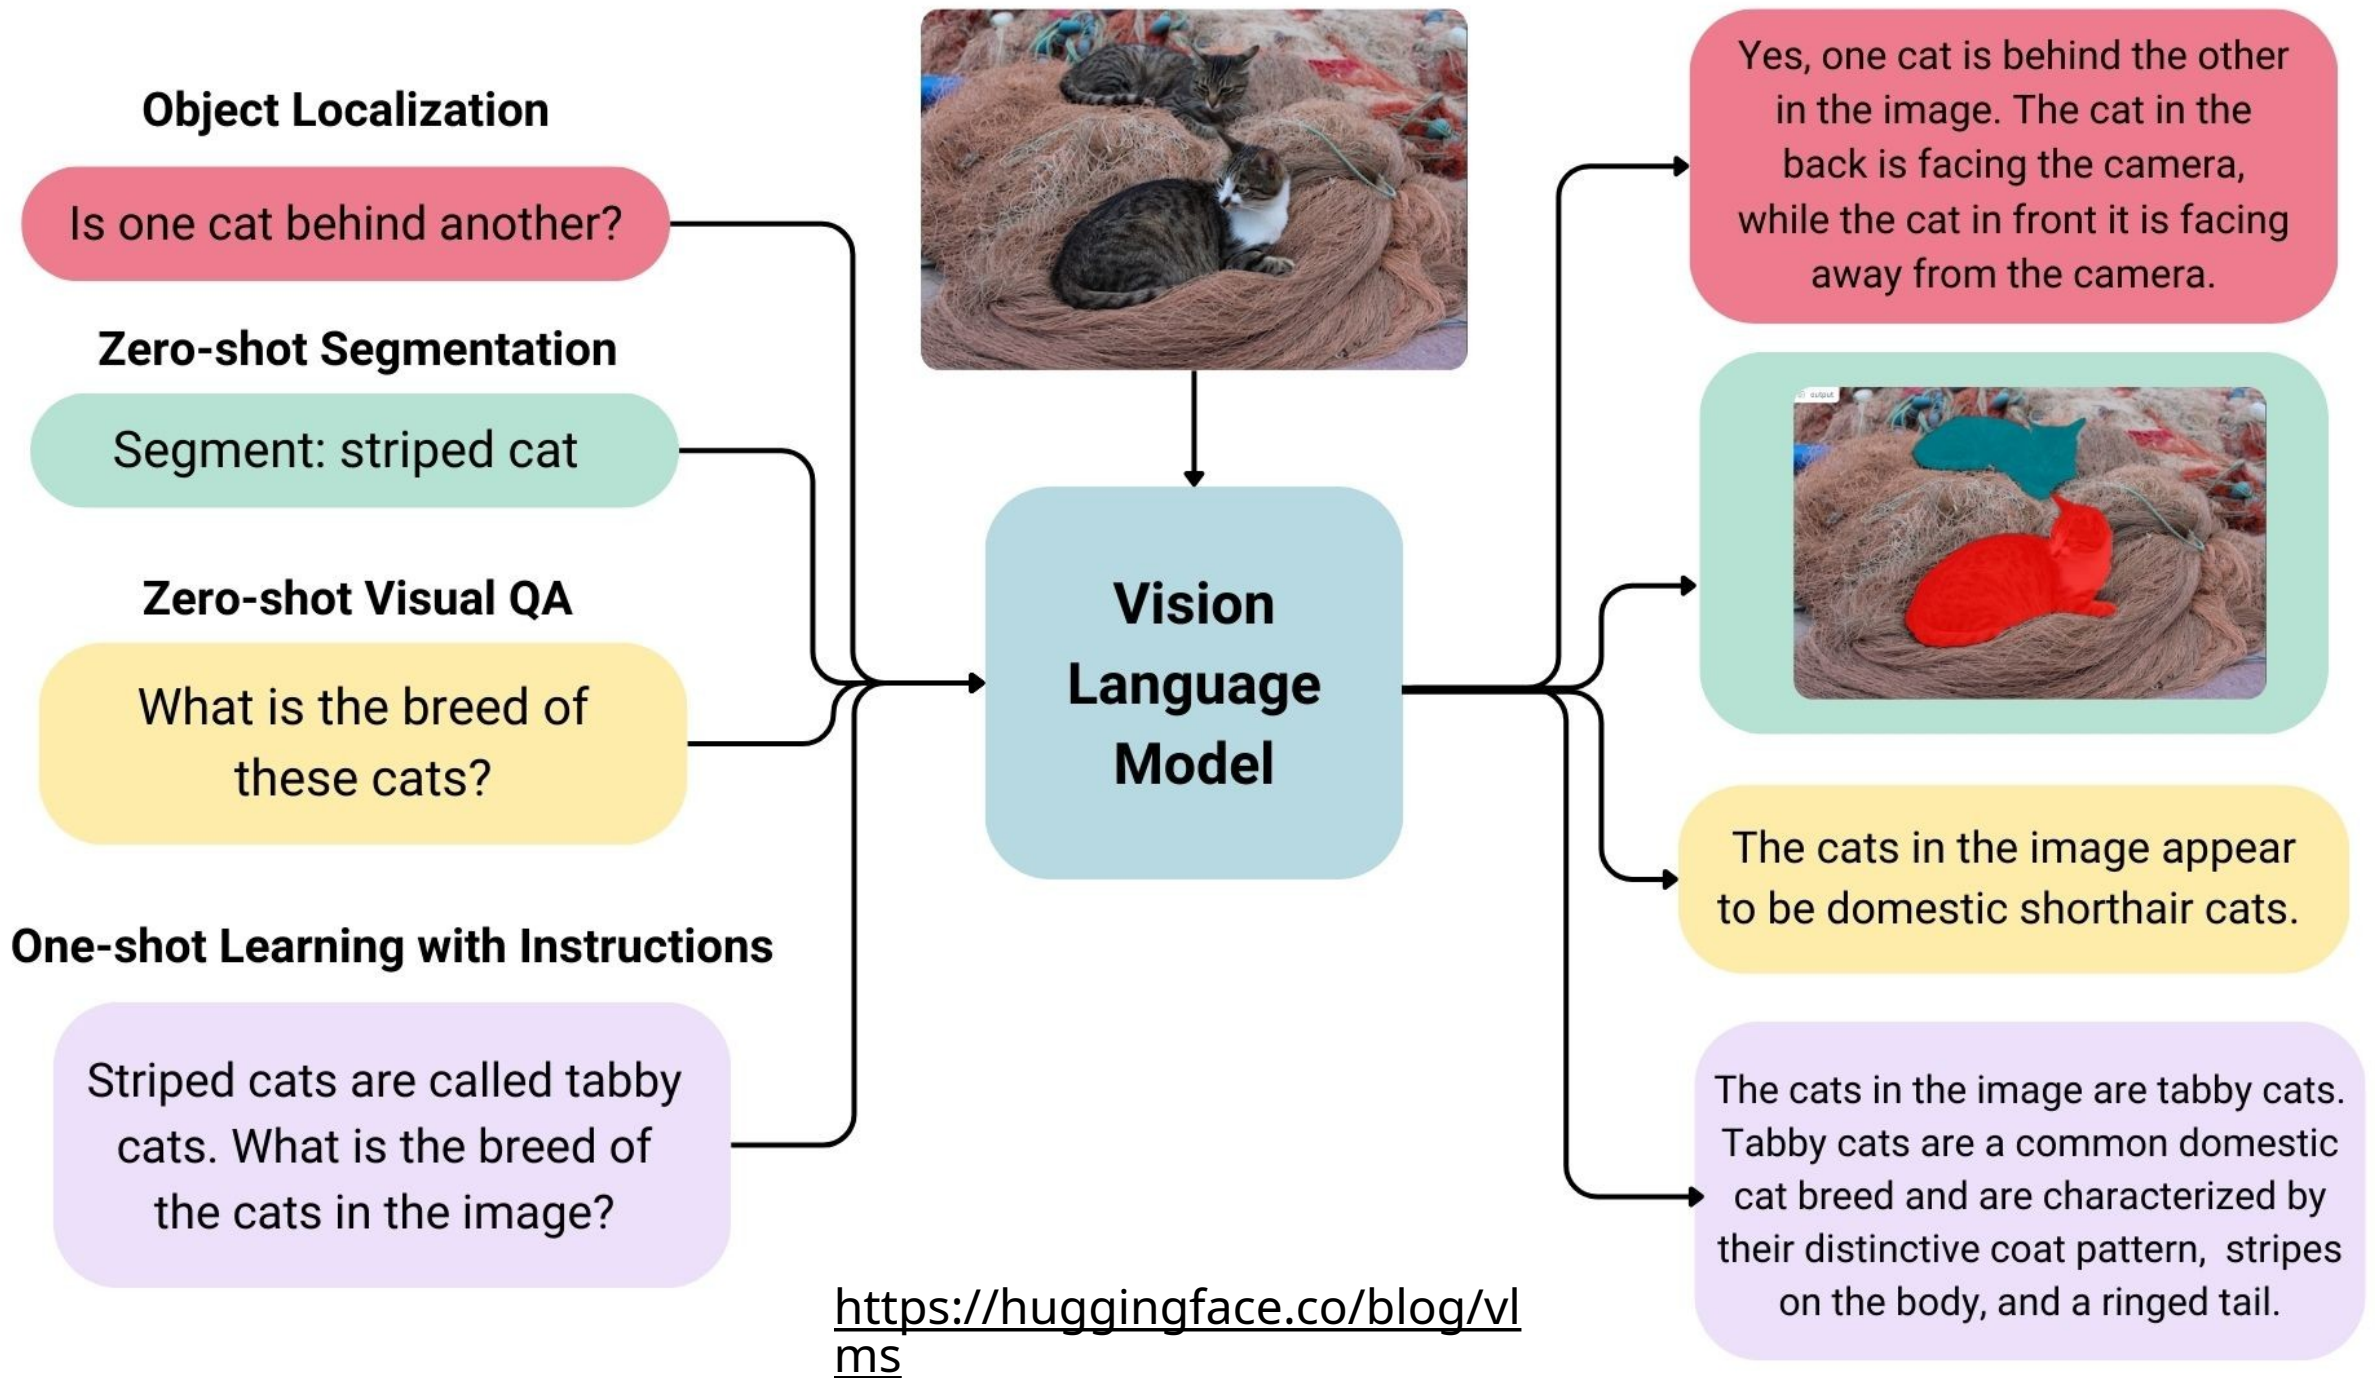 Object Localization
Is one cat behind another?
Zero-shot Segmentation
Segment: striped cat
Zero-shot Visual QA
What is the breed of
these cats?
One-shot Learning with Instructions
Striped cats are called tabby
cats. What is the breed of
the cats in the image?
Vision
Language
Model
https://huggingface.co/blog/vl
ms
Yes, one cat is behind the other
in the image. The cat in the
back is facing the camera,
while the cat in front it is facing
away from the camera.
output
The cats in the image appear
to be domestic shorthair cats.
The cats in the image are tabby cats.
Tabby cats are a common domestic
cat breed and are characterized by
their distinctive coat pattern,  stripes
on the body, and a ringed tail.